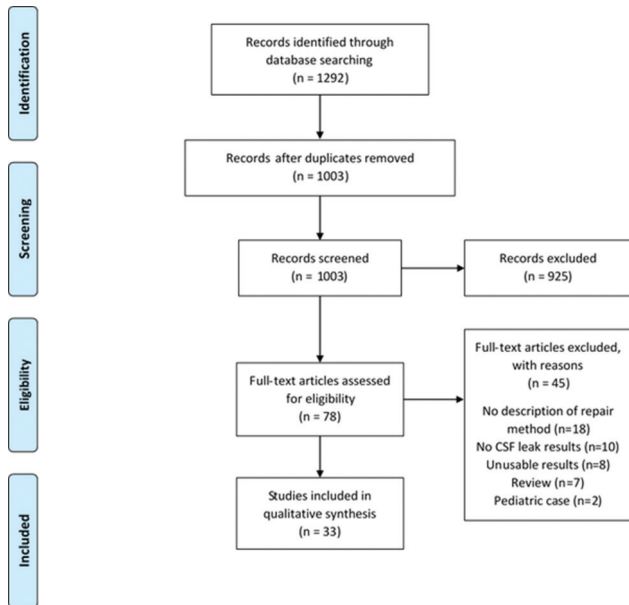 Identification
Records identified through
database searching
(n = 1292)
Records after duplicates removed
(n = 1003)
Screening
Records screened
(n = 1003)
Records excluded
(n = 925)
Eligibility
Full-text articles assessed
for eligibility
(n = 78)
Full-text articles excluded,
with reasons
(n = 45)
No description of repair
method (n=18)
No CSF leak results (n=10)
Unusable results (n=8)
Review (n=7)
Pediatric case (n=2)
Included
Studies included in
qualitative synthesis
(n = 33)